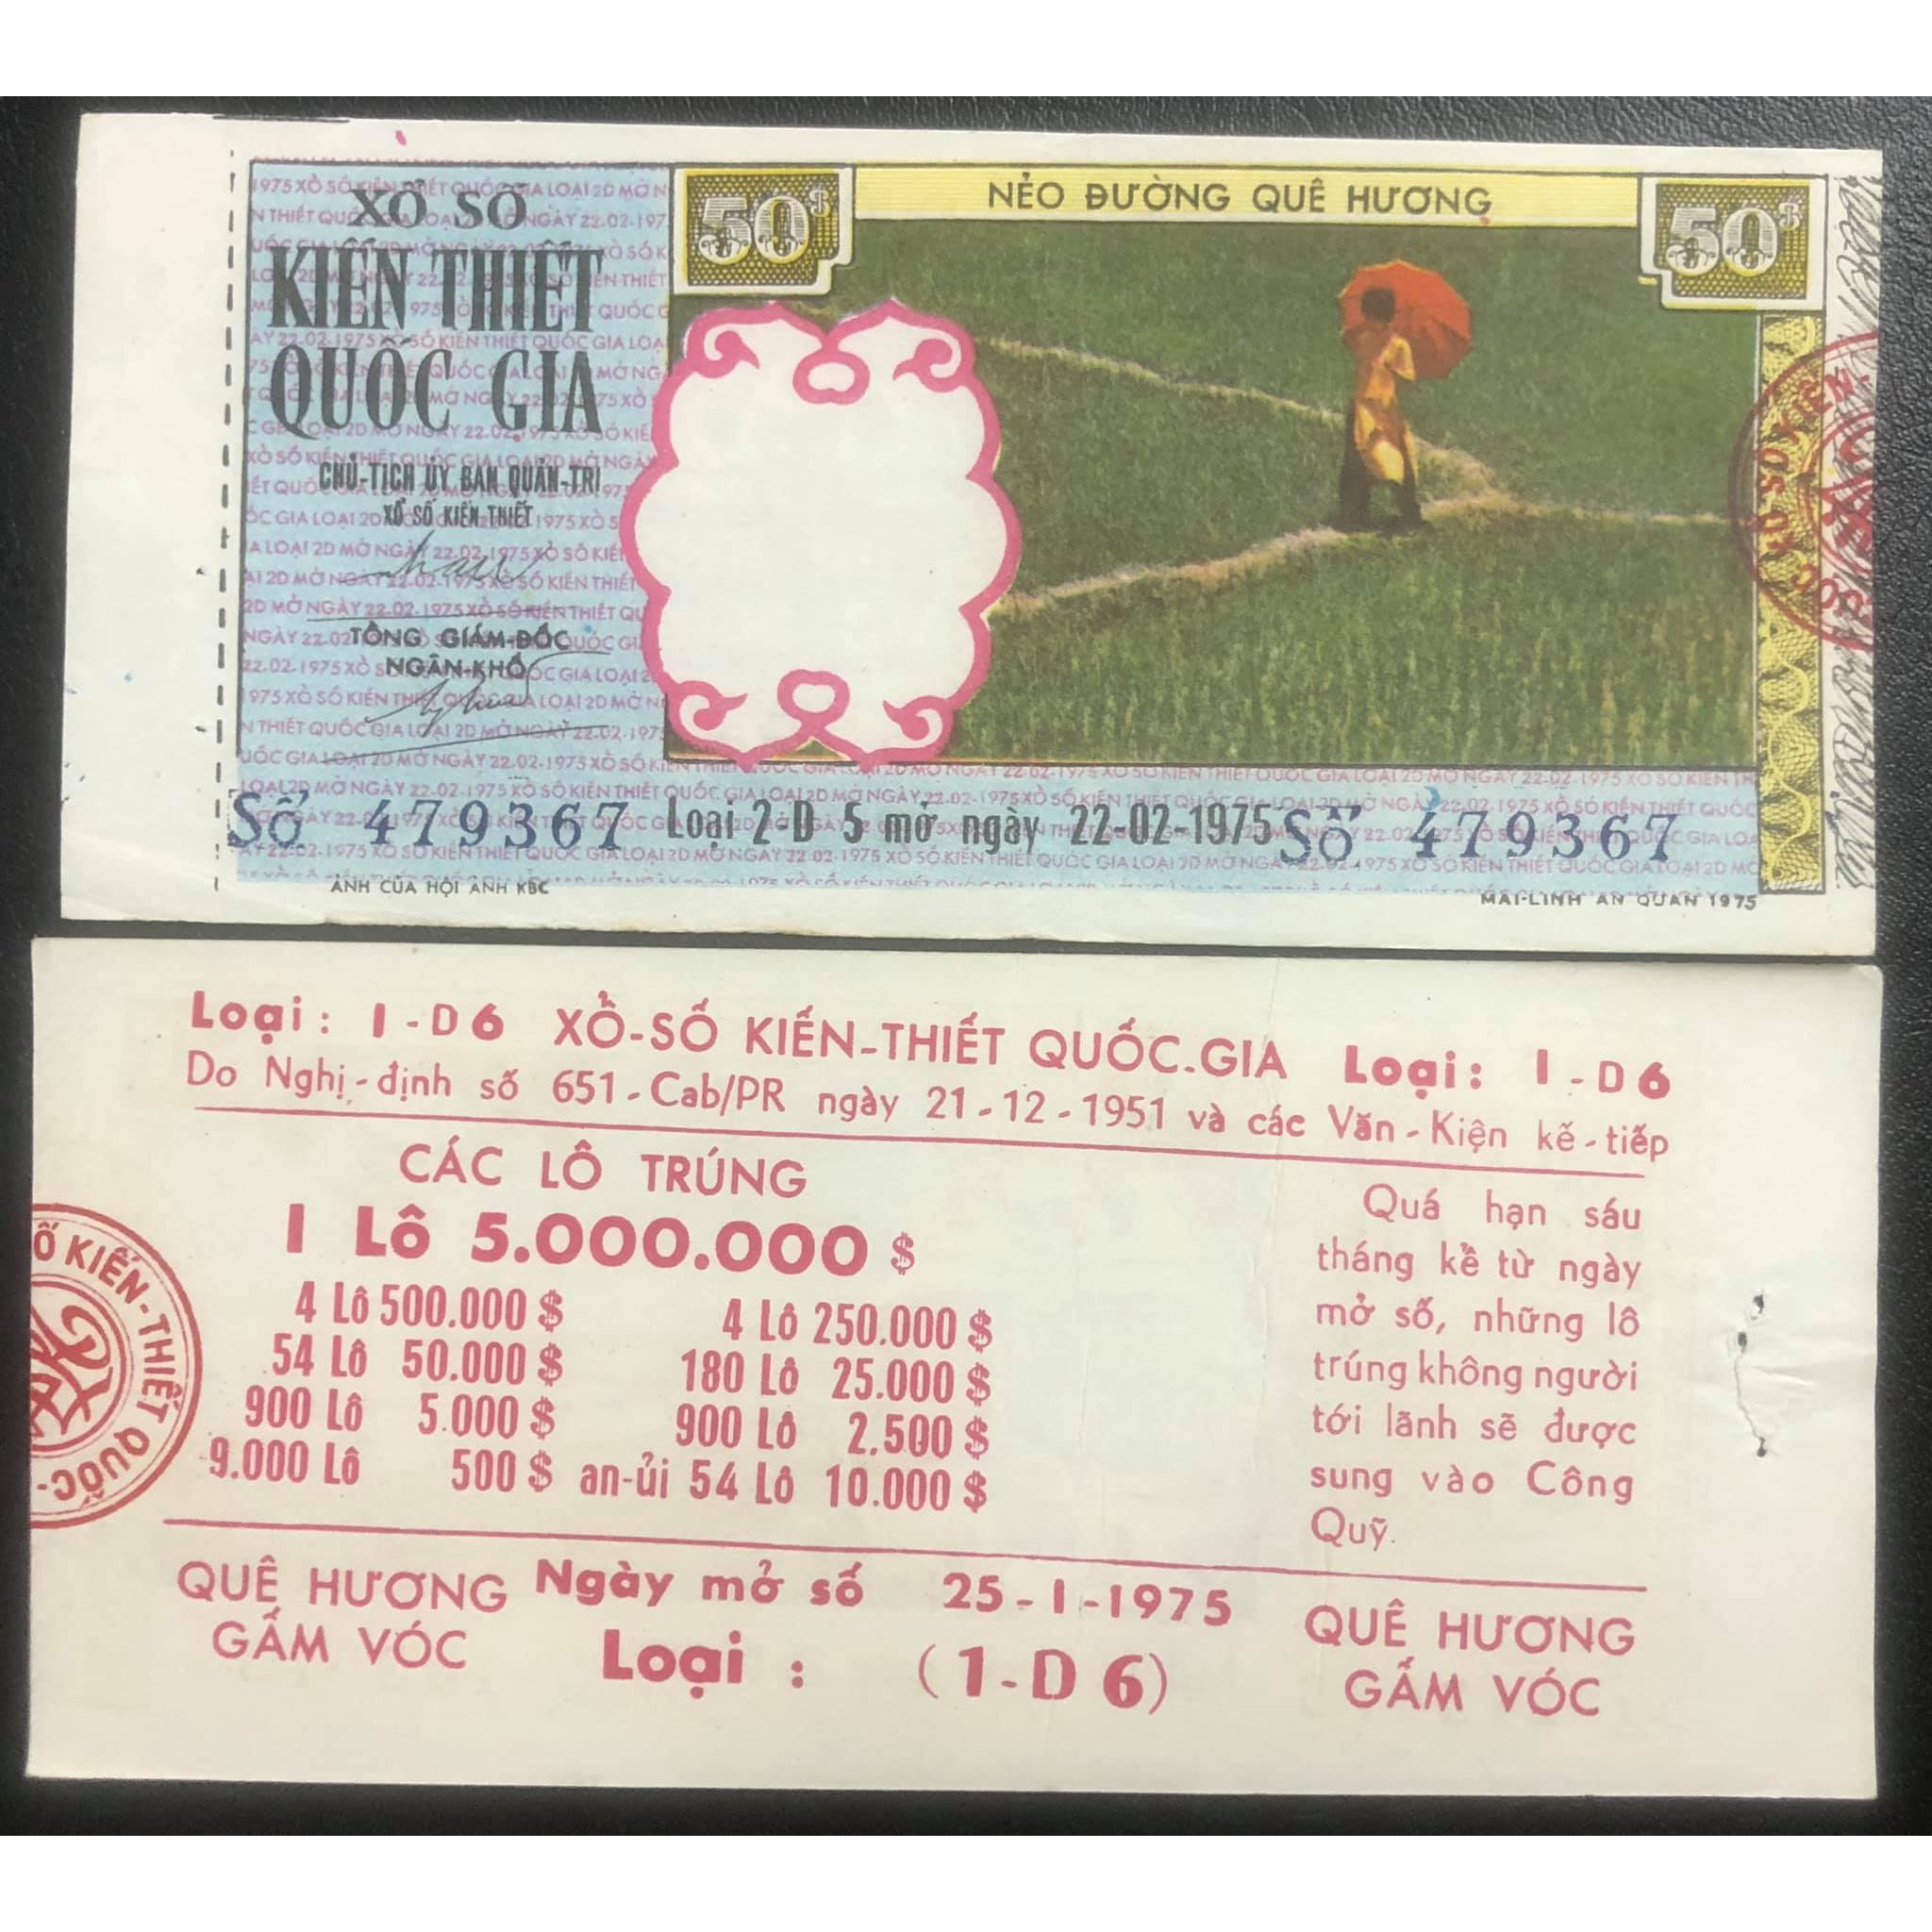 XỔ SỐ
KIẾN THIẾT
QUỐC GIA
CHỦ-TỊCH ỦY BAN QUẢN-TRỊ
XỔ SỐ KIẾN THIẾT
TỔNG GIÁM-ĐỐC
NGÂN-KHỐ
50$
NẺO ĐƯỜNG QUÊ HƯƠNG
50$
Số 479367 Loại 2-D 5 mở ngày 22-02-1975 Số 479367
ẢNH CỦA HỘI ẢNH KBC
MAI-LINH ẤN QUÁN 1975
Loại: 1-D6 XỔ-SỐ KIẾN-THIẾT QUỐC.GIA Loại: 1-D6
Do Nghị-định số 651-Cab/PR ngày 21-12-1951 và các Văn-Kiện kế-tiếp
CÁC LÔ TRÚNG
1 Lô 5.000.000 $
4 Lô 500.000 $ 4 Lô 250.000 $
54 Lô 50.000 $ 180 Lô 25.000 $
900 Lô 5.000 $ 900 Lô 2.500 $
9.000 Lô 500 $ an-ủi 54 Lô 10.000 $
Quá hạn sáu
tháng kề từ ngày
mở số, những lô
trúng không người
tới lãnh sẽ được
sung vào Công
Quỹ.
Ố KIẾN-THIẾT QUỐC-
QUÊ HƯƠNG
GẤM VÓC
Ngày mở số 25-1-1975
Loại : (1-D 6)
QUÊ HƯƠNG
GẤM VÓC